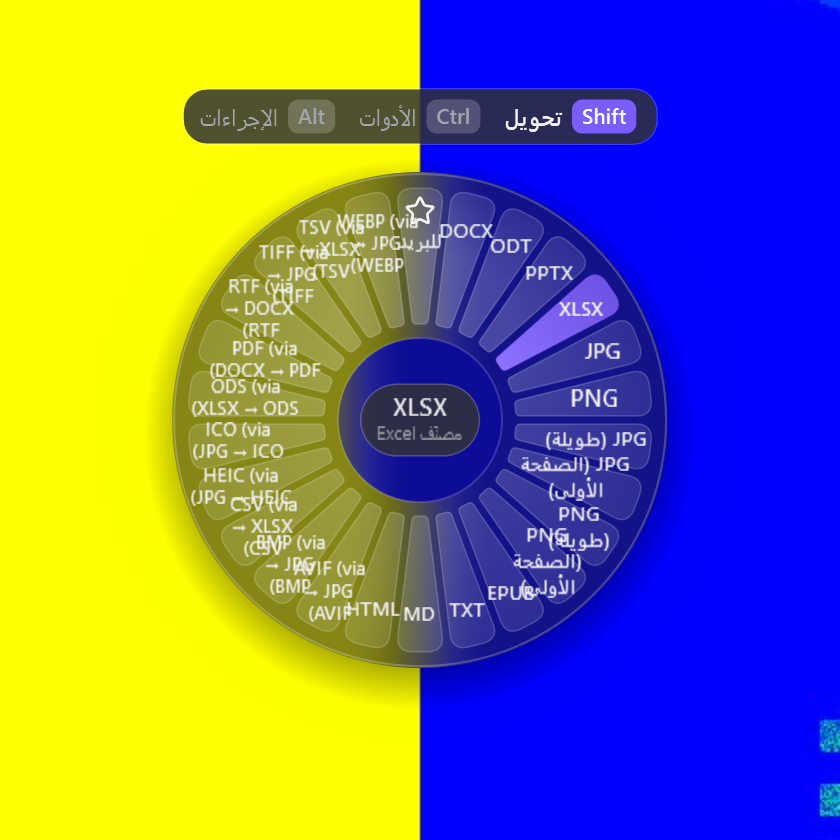 Shift تحويل Ctrl الأدوات Alt الإجراءات
للبريد
DOCX
ODT
PPTX
XLSX
JPG
PNG
JPG (طويلة)
JPG (الصفحة
الأولى)
PNG
(طويلة)
PNG
(الصفحة
الأولى)
EPUB
TXT
MD
HTML
AVIF (via
→ JPG
(AVIF
BMP (via
→ JPG
(BMP
CSV (via
→ XLSX
(CSV
HEIC (via
(JPG → HEIC
ICO (via
(JPG → ICO
ODS (via
(XLSX → ODS
PDF (via
(DOCX → PDF
RTF (via
→ DOCX
(RTF
TIFF (via
→ JPG
(TIFF
TSV (via
→ XLSX
(TSV
WEBP (via
→ JPG
(WEBP
XLSX
مصنّف Excel